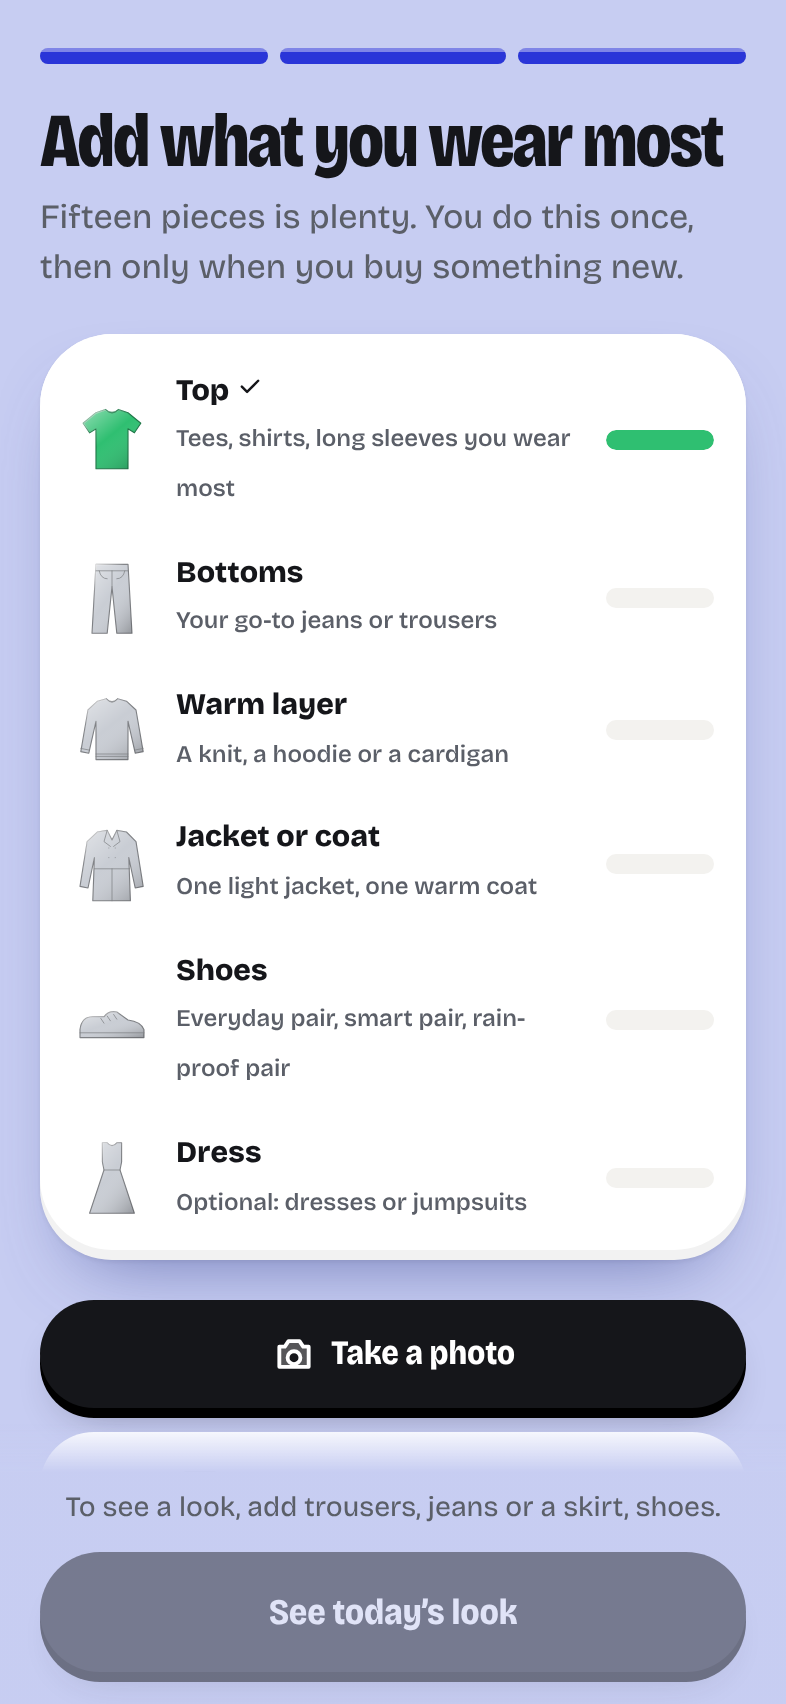 Add what you wear most
Fifteen pieces is plenty. You do this once,
then only when you buy something new.
Top
Tees, shirts, long sleeves you wear
most
Bottoms
Your go-to jeans or trousers
Warm layer
A knit, a hoodie or a cardigan
Jacket or coat
One light jacket, one warm coat
Shoes
Everyday pair, smart pair, rain-
proof pair
Dress
Optional: dresses or jumpsuits
Take a photo
To see a look, add trousers, jeans or a skirt, shoes.
See today’s look